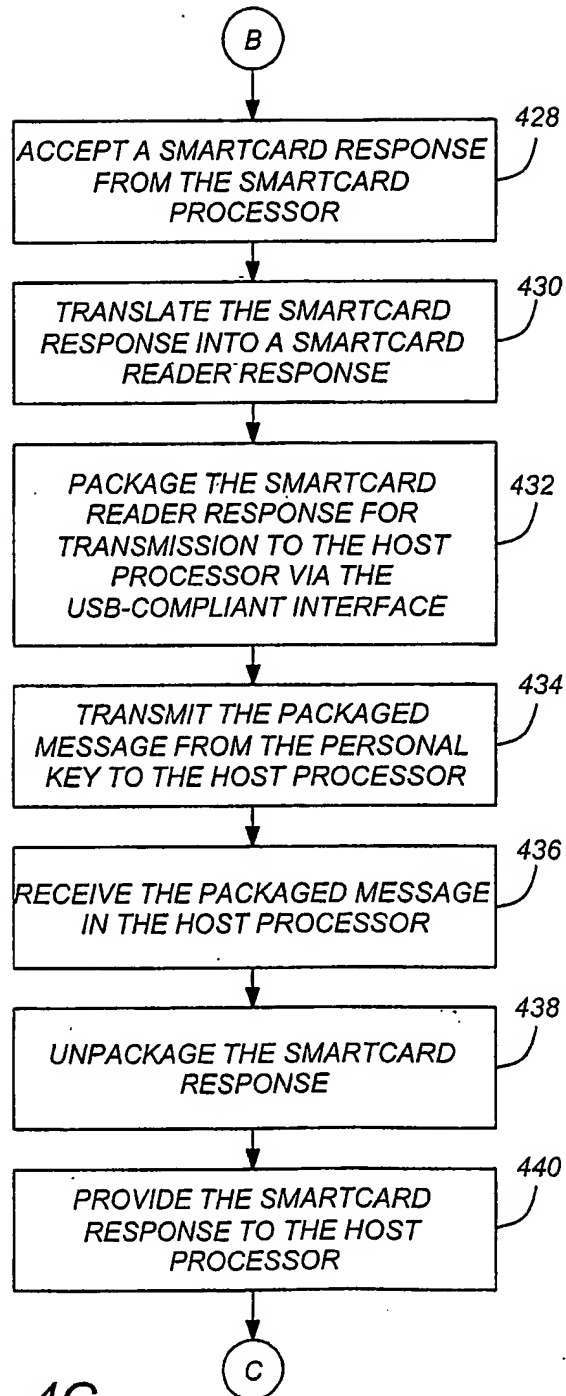 B
428
ACCEPT A SMARTCARD RESPONSE
FROM THE SMARTCARD
PROCESSOR
430
TRANSLATE THE SMARTCARD
RESPONSE INTO A SMARTCARD
READER RESPONSE
432
PACKAGE THE SMARTCARD
READER RESPONSE FOR
TRANSMISSION TO THE HOST
PROCESSOR VIA THE
USB-COMPLIANT INTERFACE
434
TRANSMIT THE PACKAGED
MESSAGE FROM THE PERSONAL
KEY TO THE HOST PROCESSOR
436
RECEIVE THE PACKAGED MESSAGE
IN THE HOST PROCESSOR
438
UNPACKAGE THE SMARTCARD
RESPONSE
440
PROVIDE THE SMARTCARD
RESPONSE TO THE HOST
PROCESSOR
C